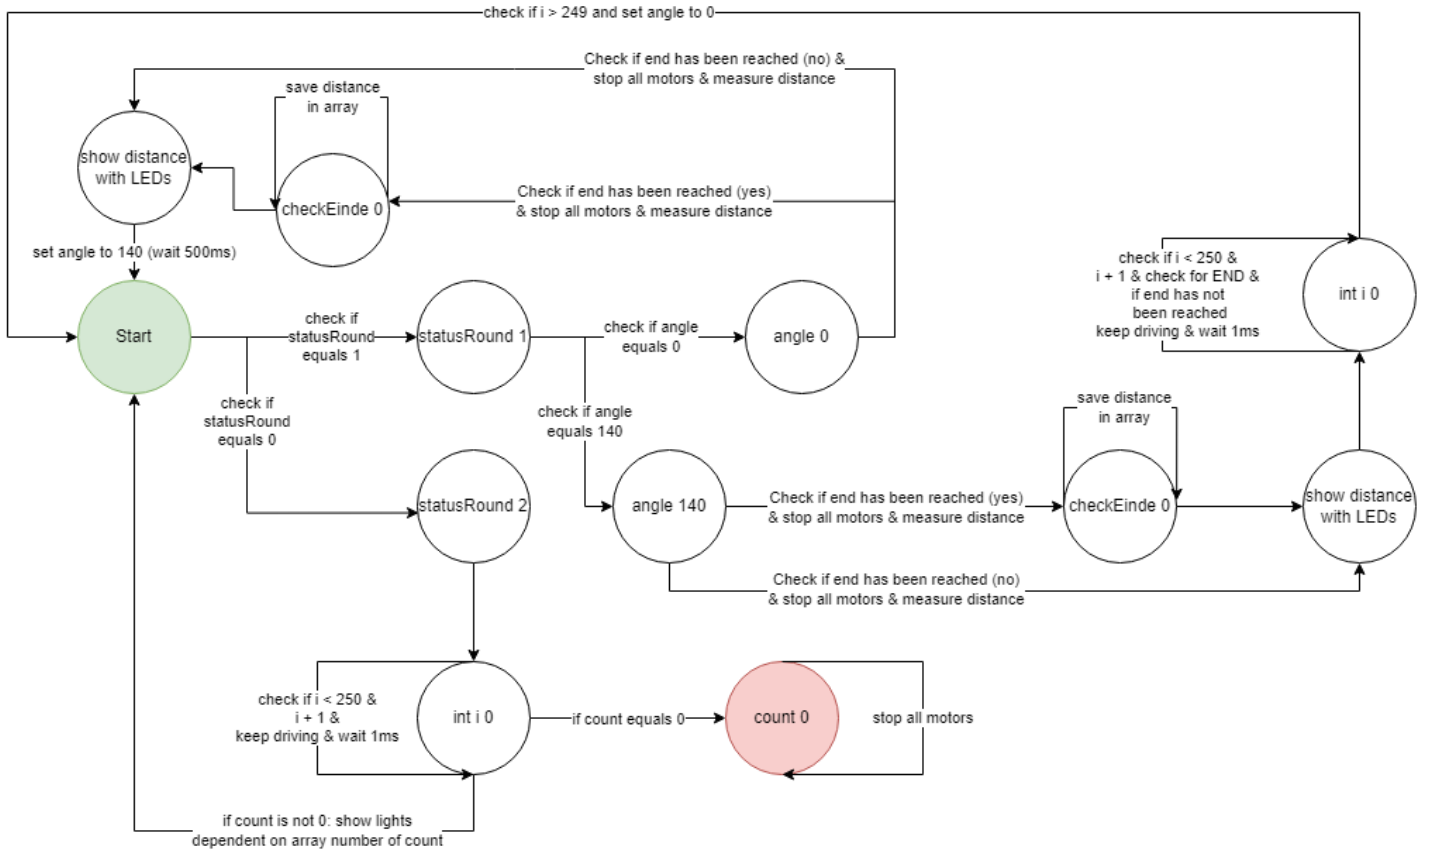 check if i > 249 and set angle to 0
Check if end has been reached (no) &
stop all motors & measure distance
save distance
in array
show distance
with LEDs
checkEinde 0
Check if end has been reached (yes)
& stop all motors & measure distance
set angle to 140 (wait 500ms)
Start
check if
statusRound
equals 1
statusRound 1
check if angle
equals 0
angle 0
check if i < 250 &
i + 1 & check for END &
if end has not
been reached
keep driving & wait 1ms
int i 0
check if
statusRound
equals 0
check if angle
equals 140
save distance
in array
statusRound 2
angle 140
Check if end has been reached (yes)
& stop all motors & measure distance
checkEinde 0
show distance
with LEDs
Check if end has been reached (no)
& stop all motors & measure distance
check if i < 250 &
i + 1 &
keep driving & wait 1ms
int i 0
if count equals 0
count 0
stop all motors
if count is not 0: show lights
dependent on array number of count